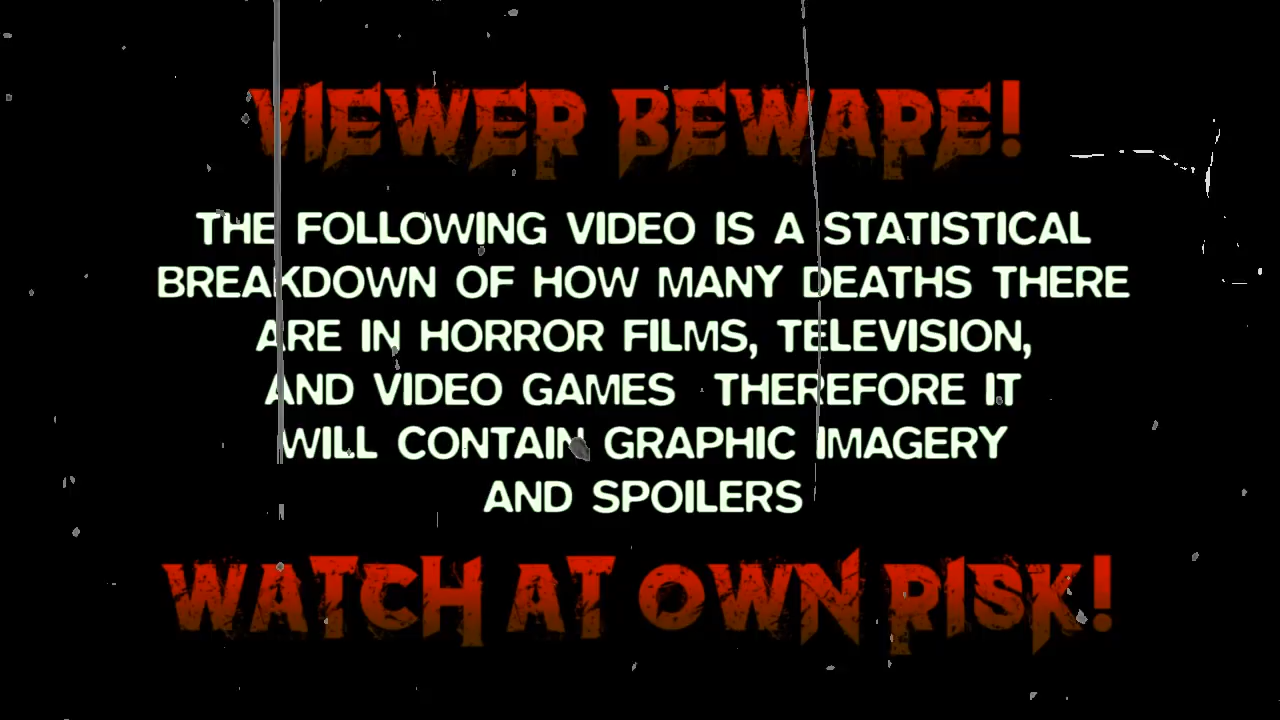 VIEWER BEWARE!
THE FOLLOWING VIDEO IS A STATISTICAL
BREAKDOWN OF HOW MANY DEATHS THERE
ARE IN HORROR FILMS, TELEVISION,
AND VIDEO GAMES THEREFORE IT
WILL CONTAIN GRAPHIC IMAGERY
AND SPOILERS
WATCH AT OWN RISK!